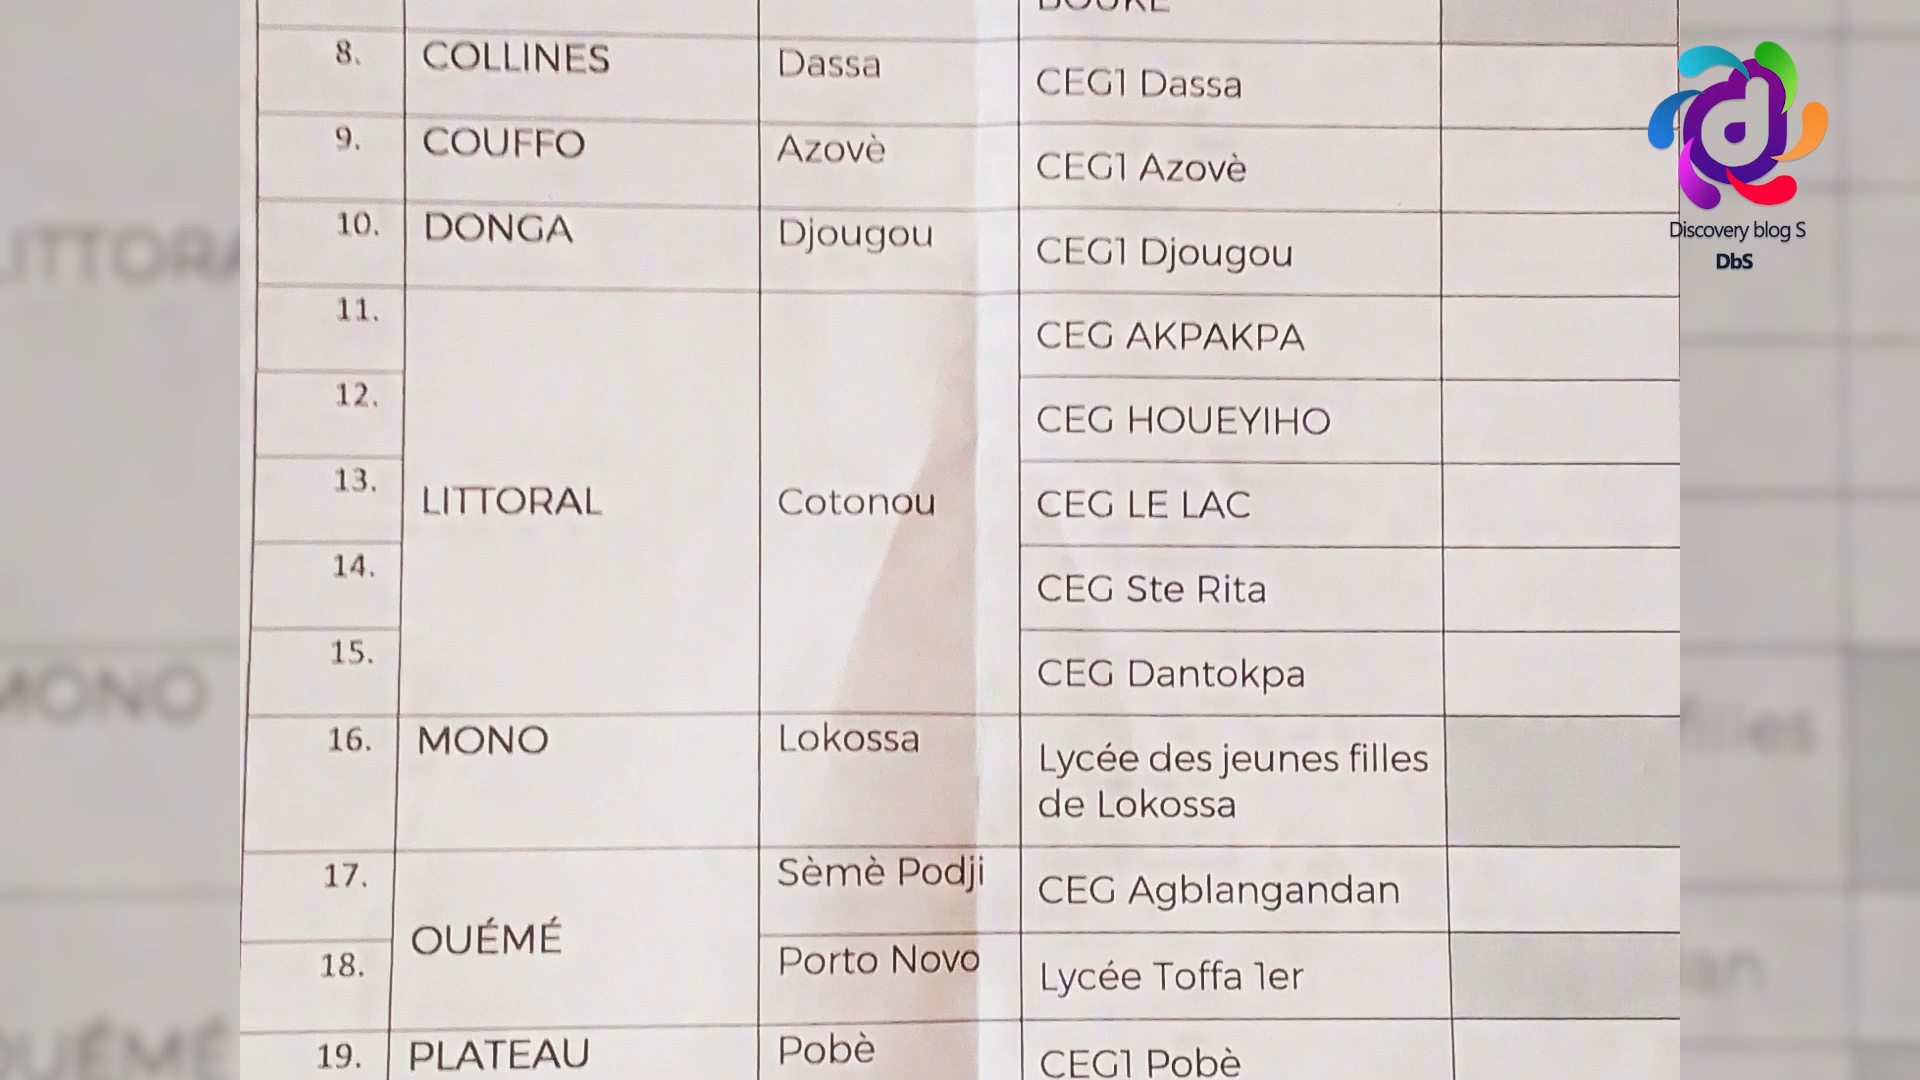 8. COLLINES Dassa CEG1 Dassa
9. COUFFO Azovè CEG1 Azovè
10. DONGA Djougou CEG1 Djougou
11. CEG AKPAKPA
12. CEG HOUEYIHO
13. LITTORAL Cotonou CEG LE LAC
14. CEG Ste Rita
15. CEG Dantokpa
16. MONO Lokossa Lycée des jeunes filles
de Lokossa
17. Sèmè Podji CEG Agblangandan
OUÉMÉ
18. Porto Novo Lycée Toffa 1er
19. PLATEAU Pobè CEG1 Pobè
Discovery blog S
DbS